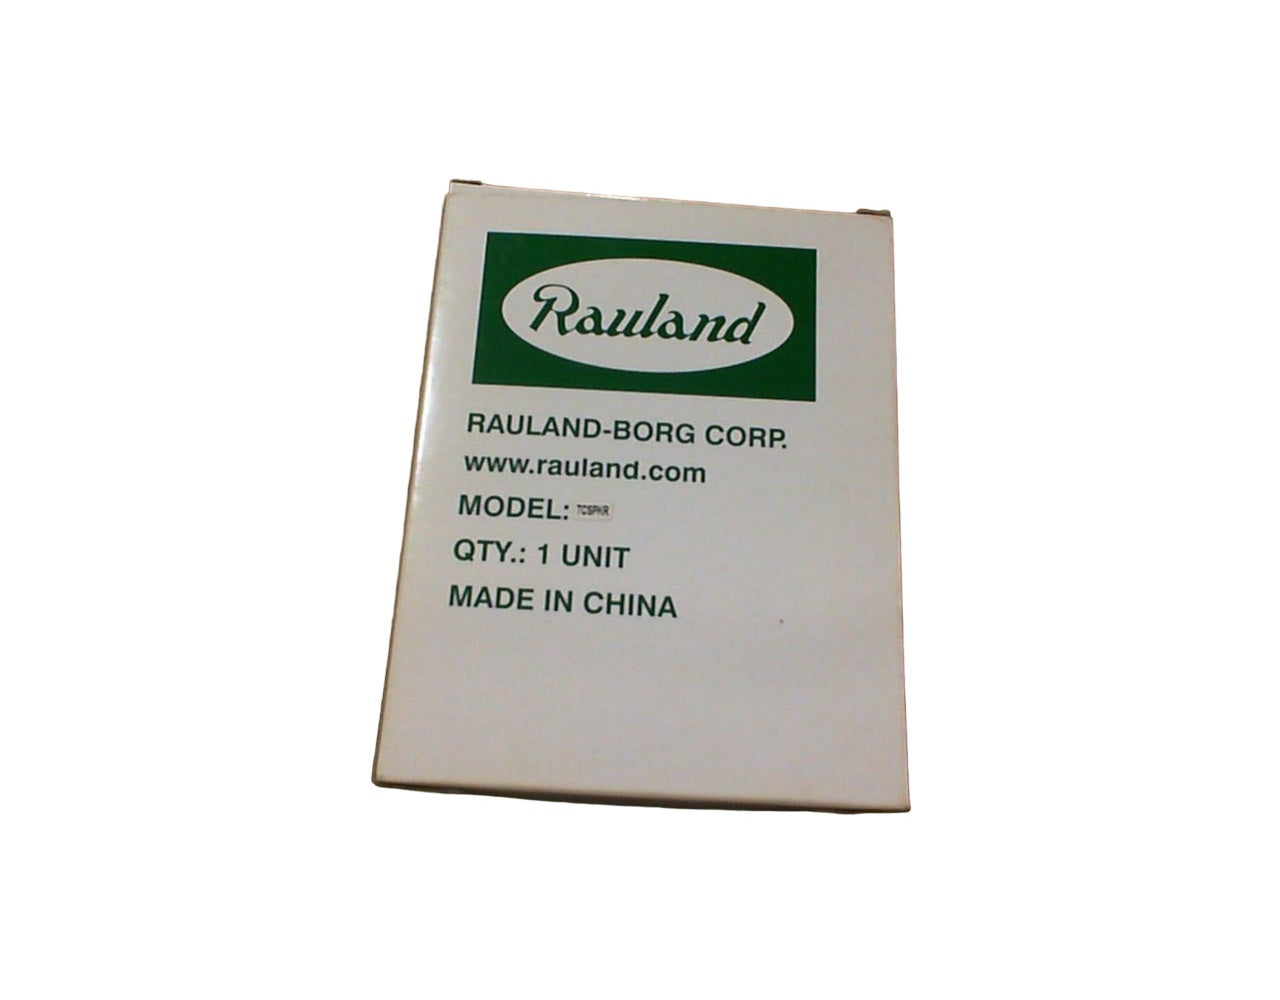 Rauland
RAULAND-BORG CORP.
www.rauland.com
MODEL: TCSPKR
QTY.: 1 UNIT
MADE IN CHINA